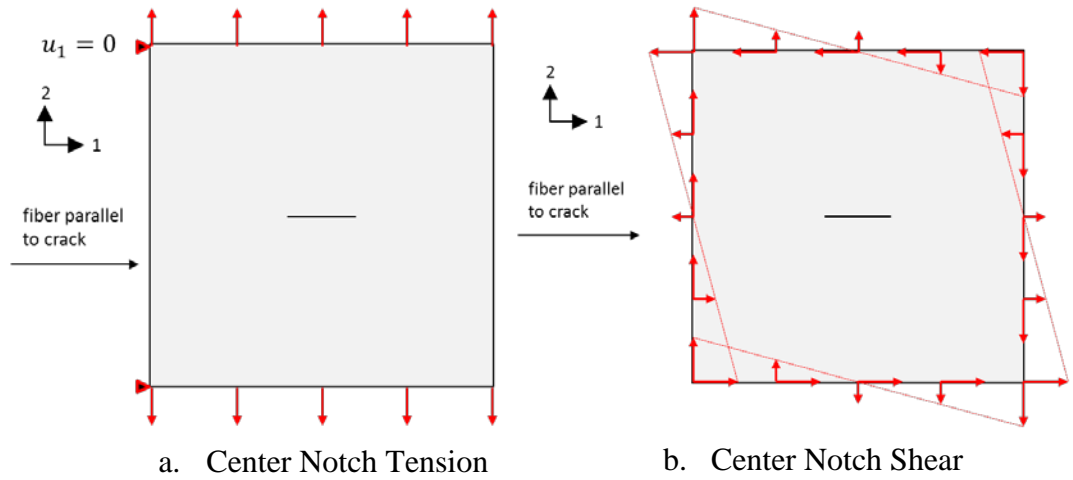 u₁ = 0
2
1
fiber parallel
to crack
a. Center Notch Tension
2
1
fiber parallel
to crack
b. Center Notch Shear